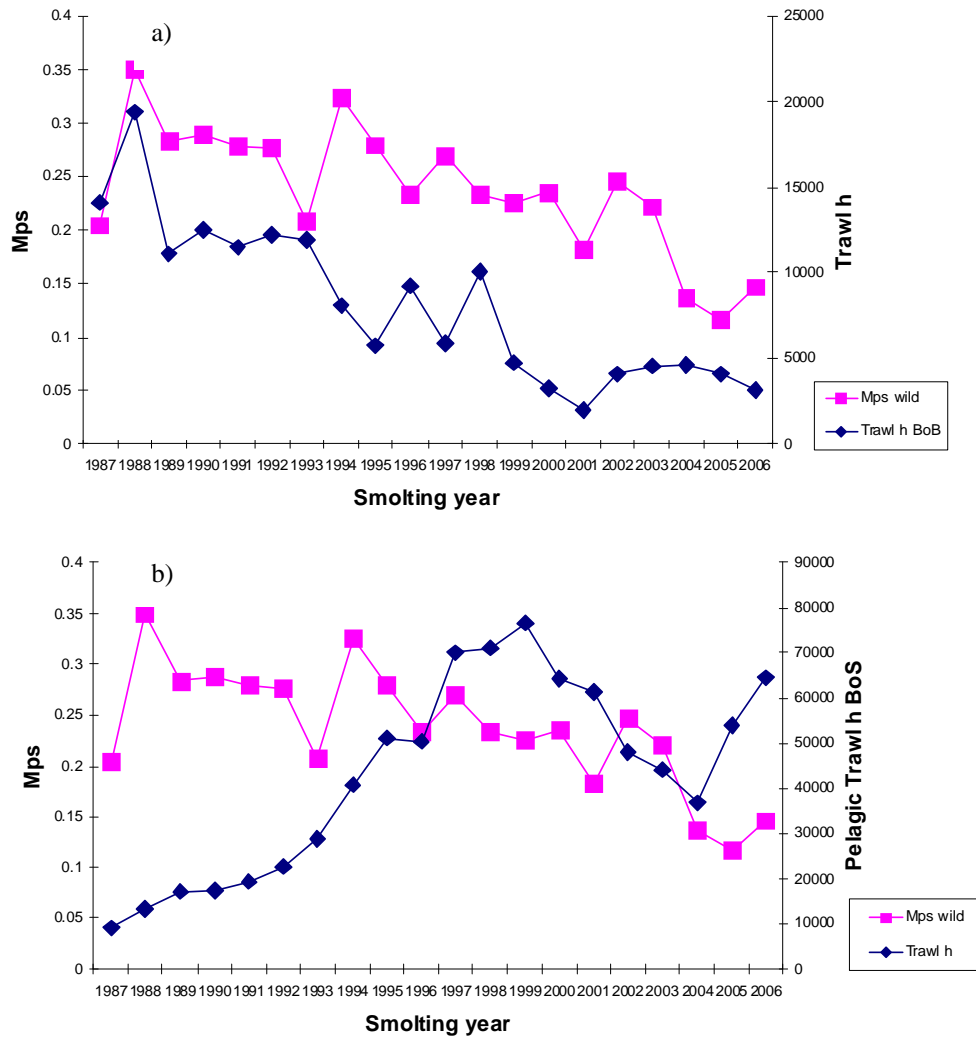 a)
0.4
0.35
0.3
0.25
0.2
0.15
0.1
0.05
0
Mps
25000
20000
15000
10000
5000
0
Trawl h
1987 1988 1989 1990 1991 1992 1993 1994 1995 1996 1997 1998 1999 2000 2001 2002 2003 2004 2005 2006
Smolting year
Mps wild
Trawl h BoB
b)
0.4
0.35
0.3
0.25
0.2
0.15
0.1
0.05
0
Mps
90000
80000
70000
60000
50000
40000
30000
20000
10000
0
Pelagic Trawl h BoS
1987 1988 1989 1990 1991 1992 1993 1994 1995 1996 1997 1998 1999 2000 2001 2002 2003 2004 2005 2006
Smolting year
Mps wild
Trawl h